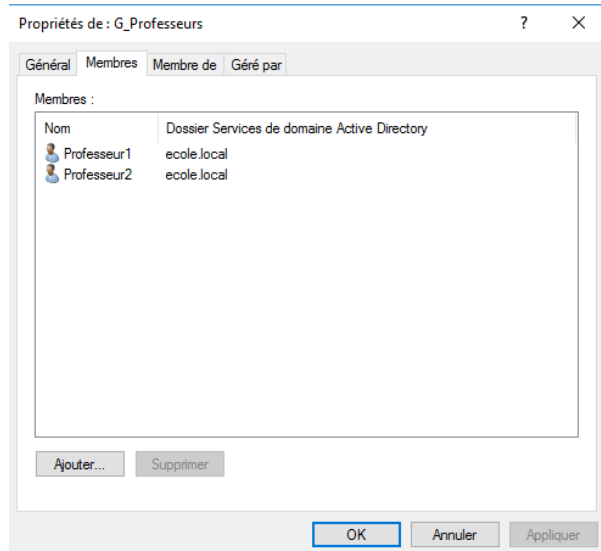 Propriétés de : G_Professeurs ? ×
Général Membres Membre de Géré par
Membres :
Nom Dossier Services de domaine Active Directory
Professeur1 ecole.local
Professeur2 ecole.local
Ajouter... Supprimer
OK Annuler Appliquer